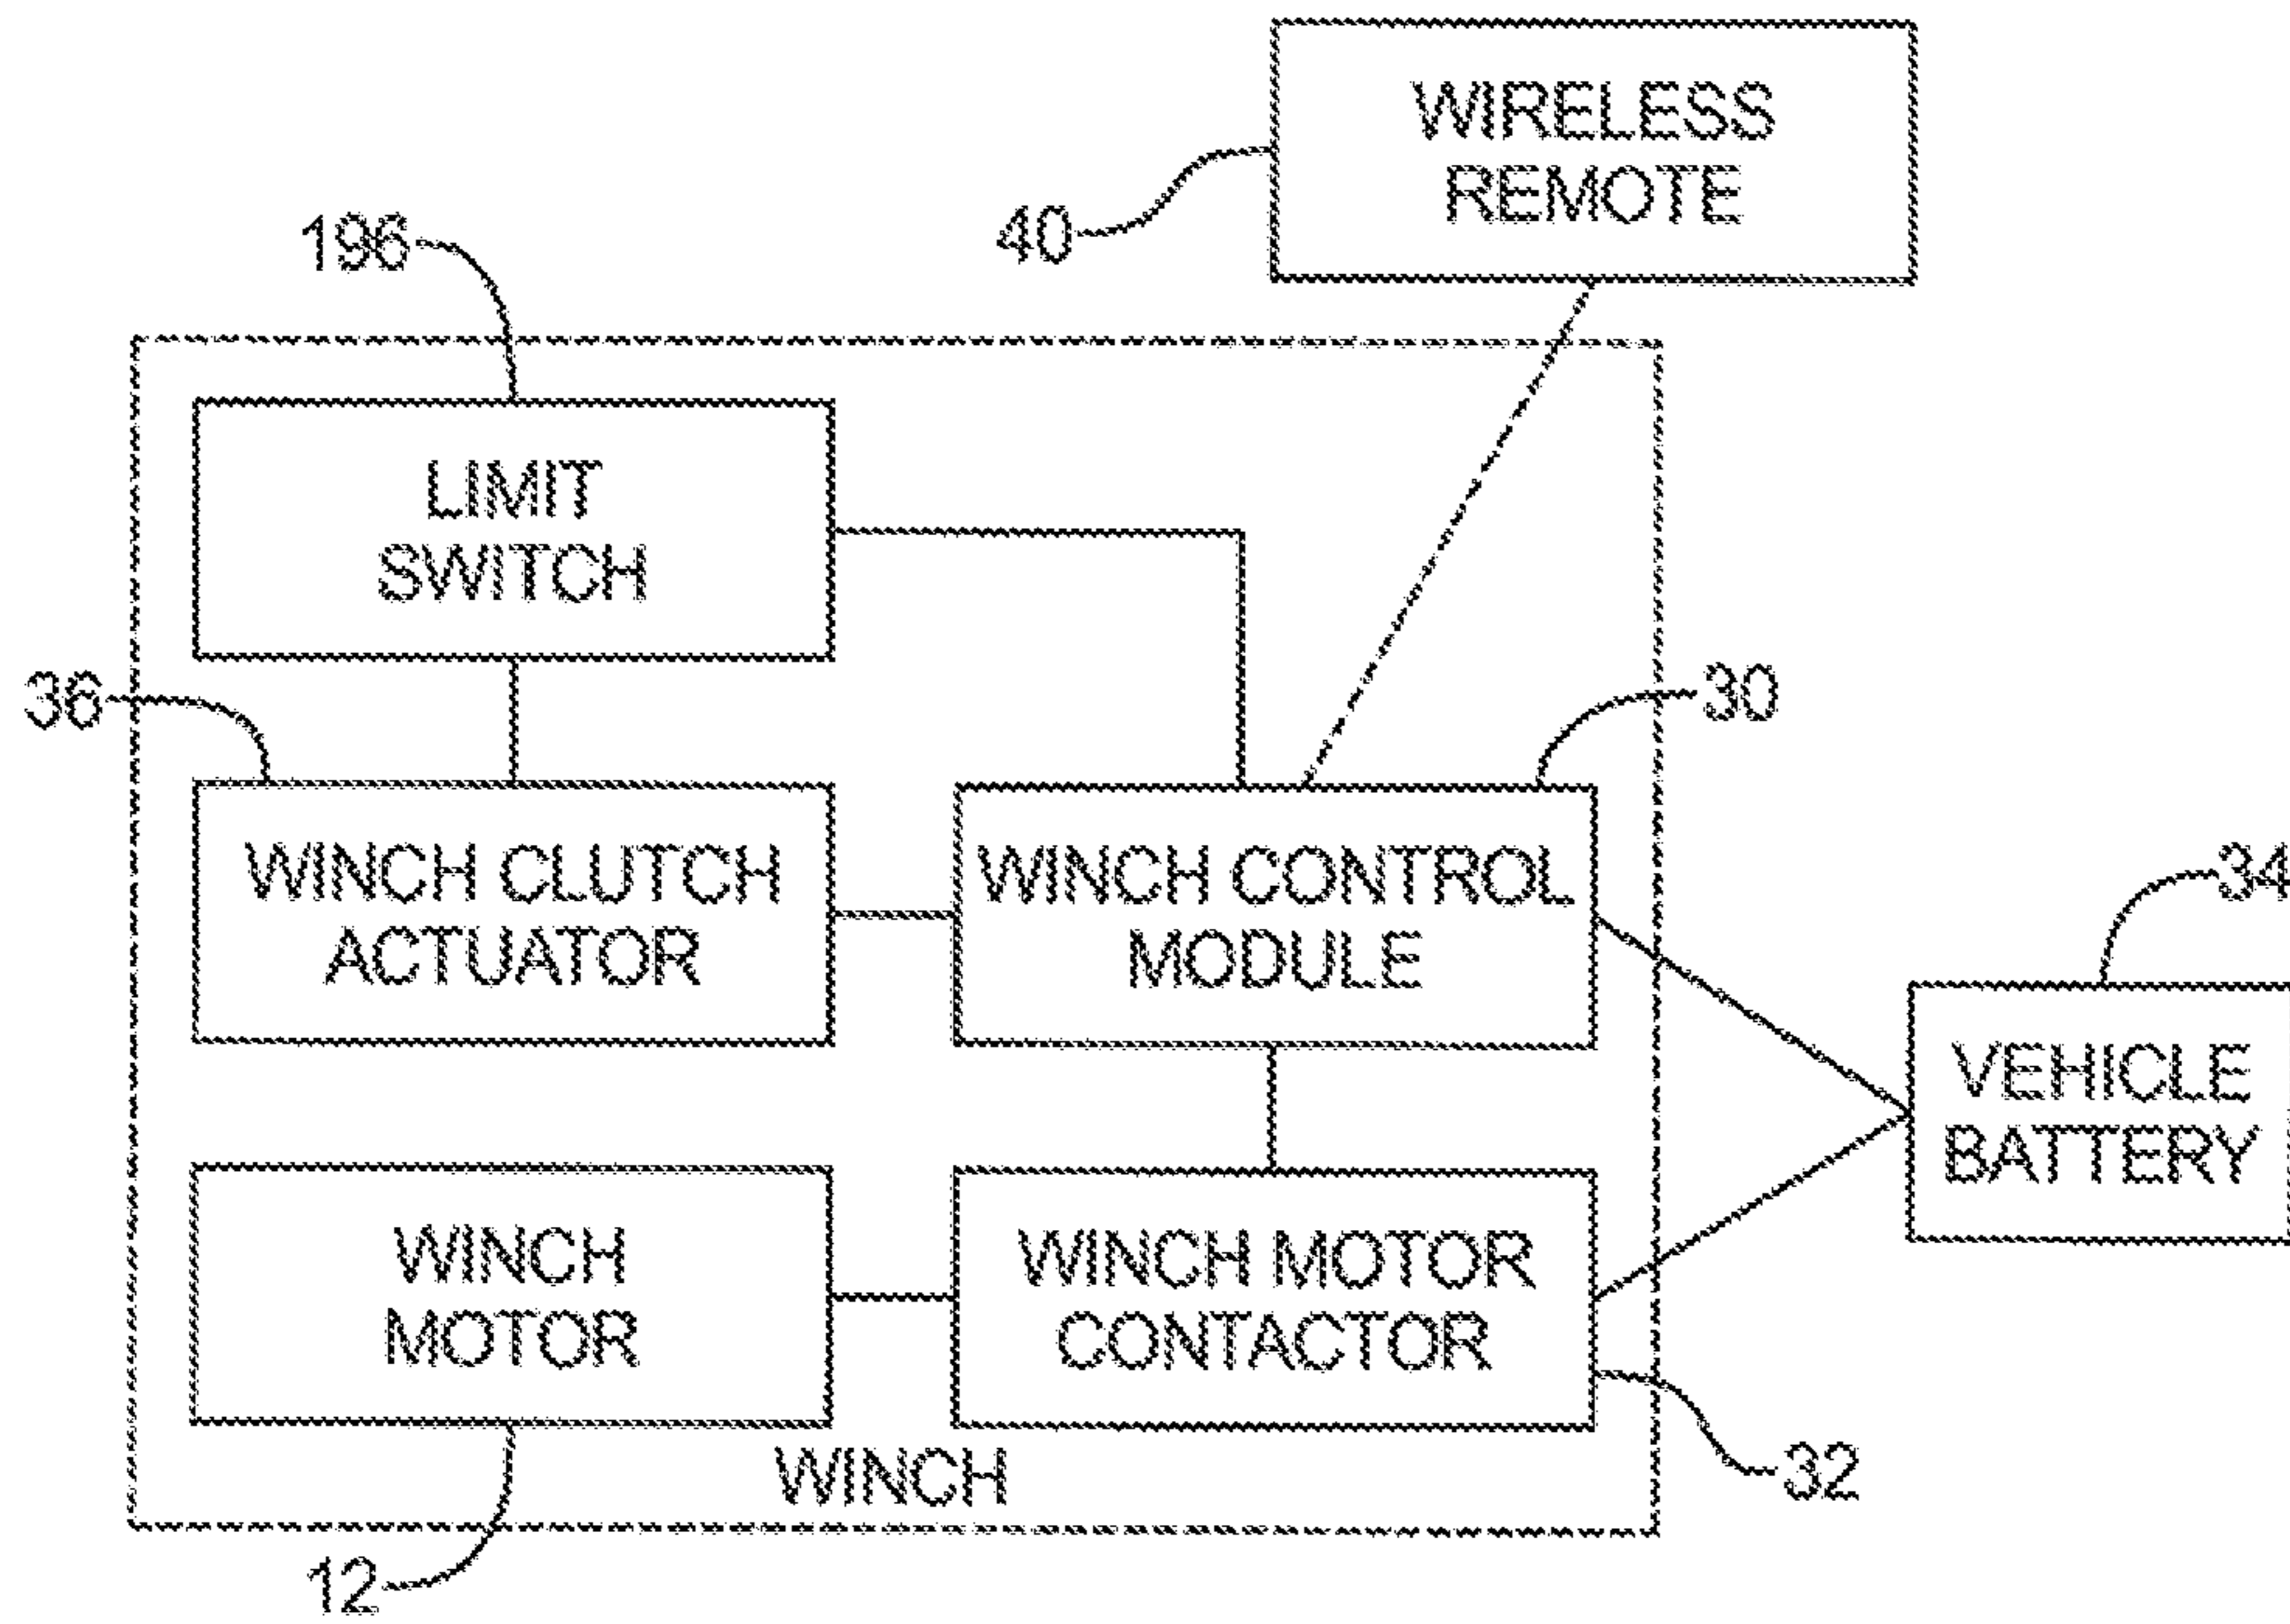 WIRELESS
REMOTE
40
196
LIMIT
SWITCH
36
30
WINCH CLUTCH
ACTUATOR
WINCH CONTROL
MODULE
34
VEHICLE
BATTERY
WINCH
MOTOR
WINCH MOTOR
CONTACTOR
WINCH
32
12